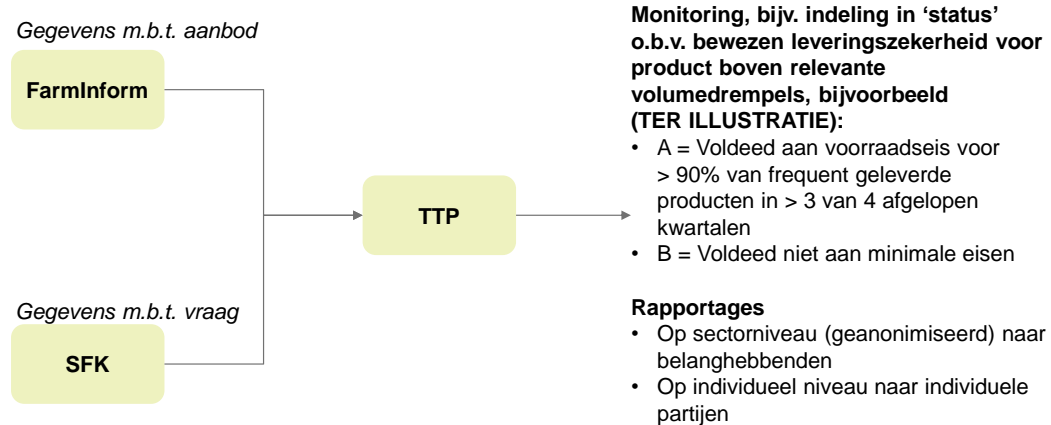 Gegevens m.b.t. aanbod
FarmInform
Gegevens m.b.t. vraag
SFK
TTP
Monitoring, bijv. indeling in ‘status’
o.b.v. bewezen leveringszekerheid voor
product boven relevante
volumedrempels, bijvoorbeeld
(TER ILLUSTRATIE):
• A = Voldeed aan voorraadseis voor
> 90% van frequent geleverde
producten in > 3 van 4 afgelopen
kwartalen
• B = Voldeed niet aan minimale eisen
Rapportages
• Op sectorniveau (geanonimiseerd) naar
belanghebbenden
• Op individueel niveau naar individuele
partijen